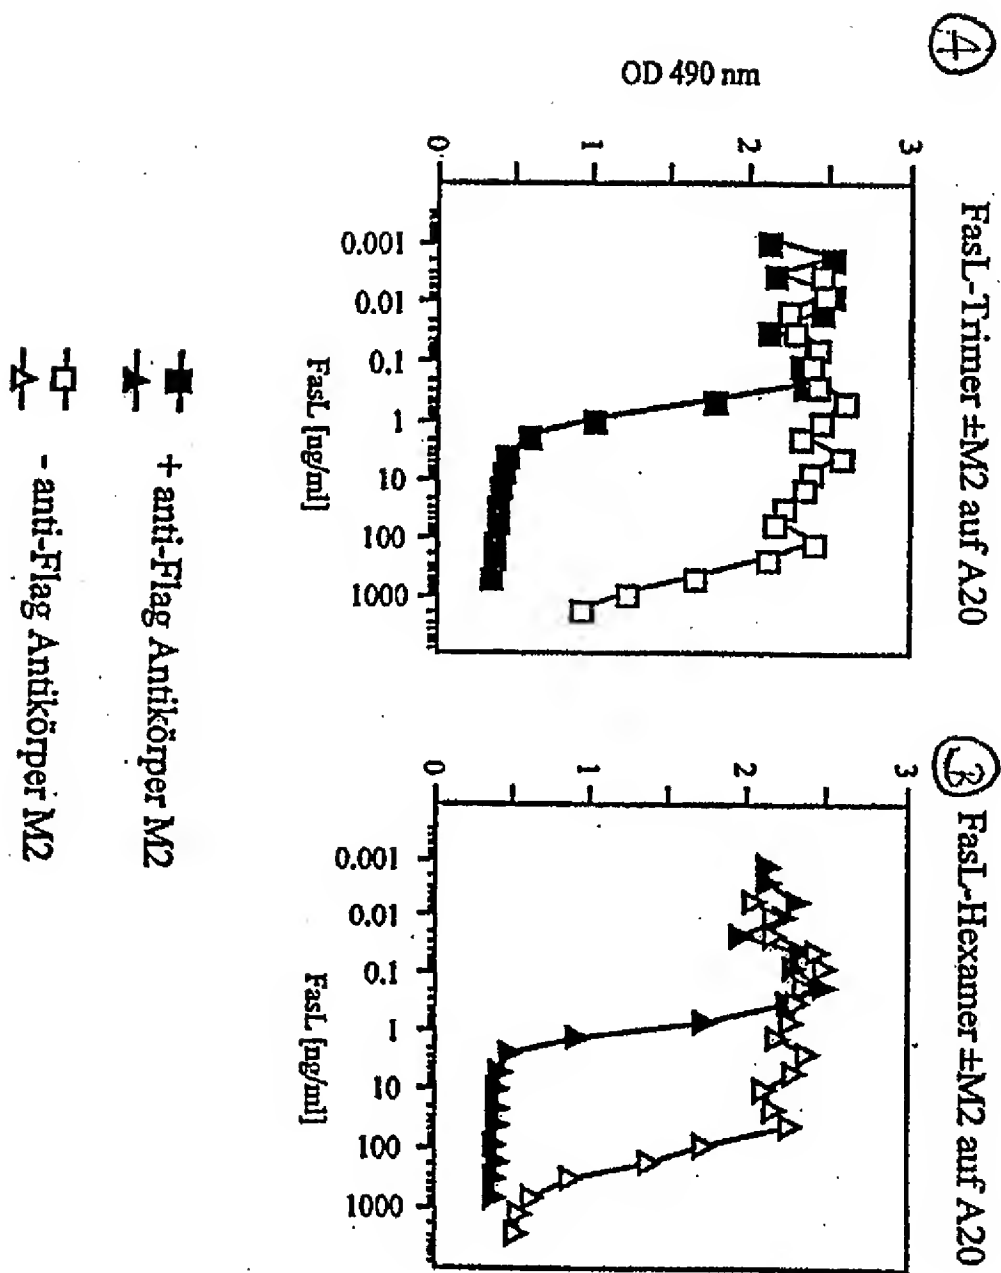 A
FasL-Trimer ±M2 auf A20
OD 490 nm
3
2
1
0
0.001
0.01
0.1
1
10
100
1000
FasL [ng/ml]
FasL-Hexamer ±M2 auf A20
3
2
1
0
0.001
0.01
0.1
1
10
100
1000
FasL [ng/ml]
+ anti-Flag Antikörper M2
- anti-Flag Antikörper M2